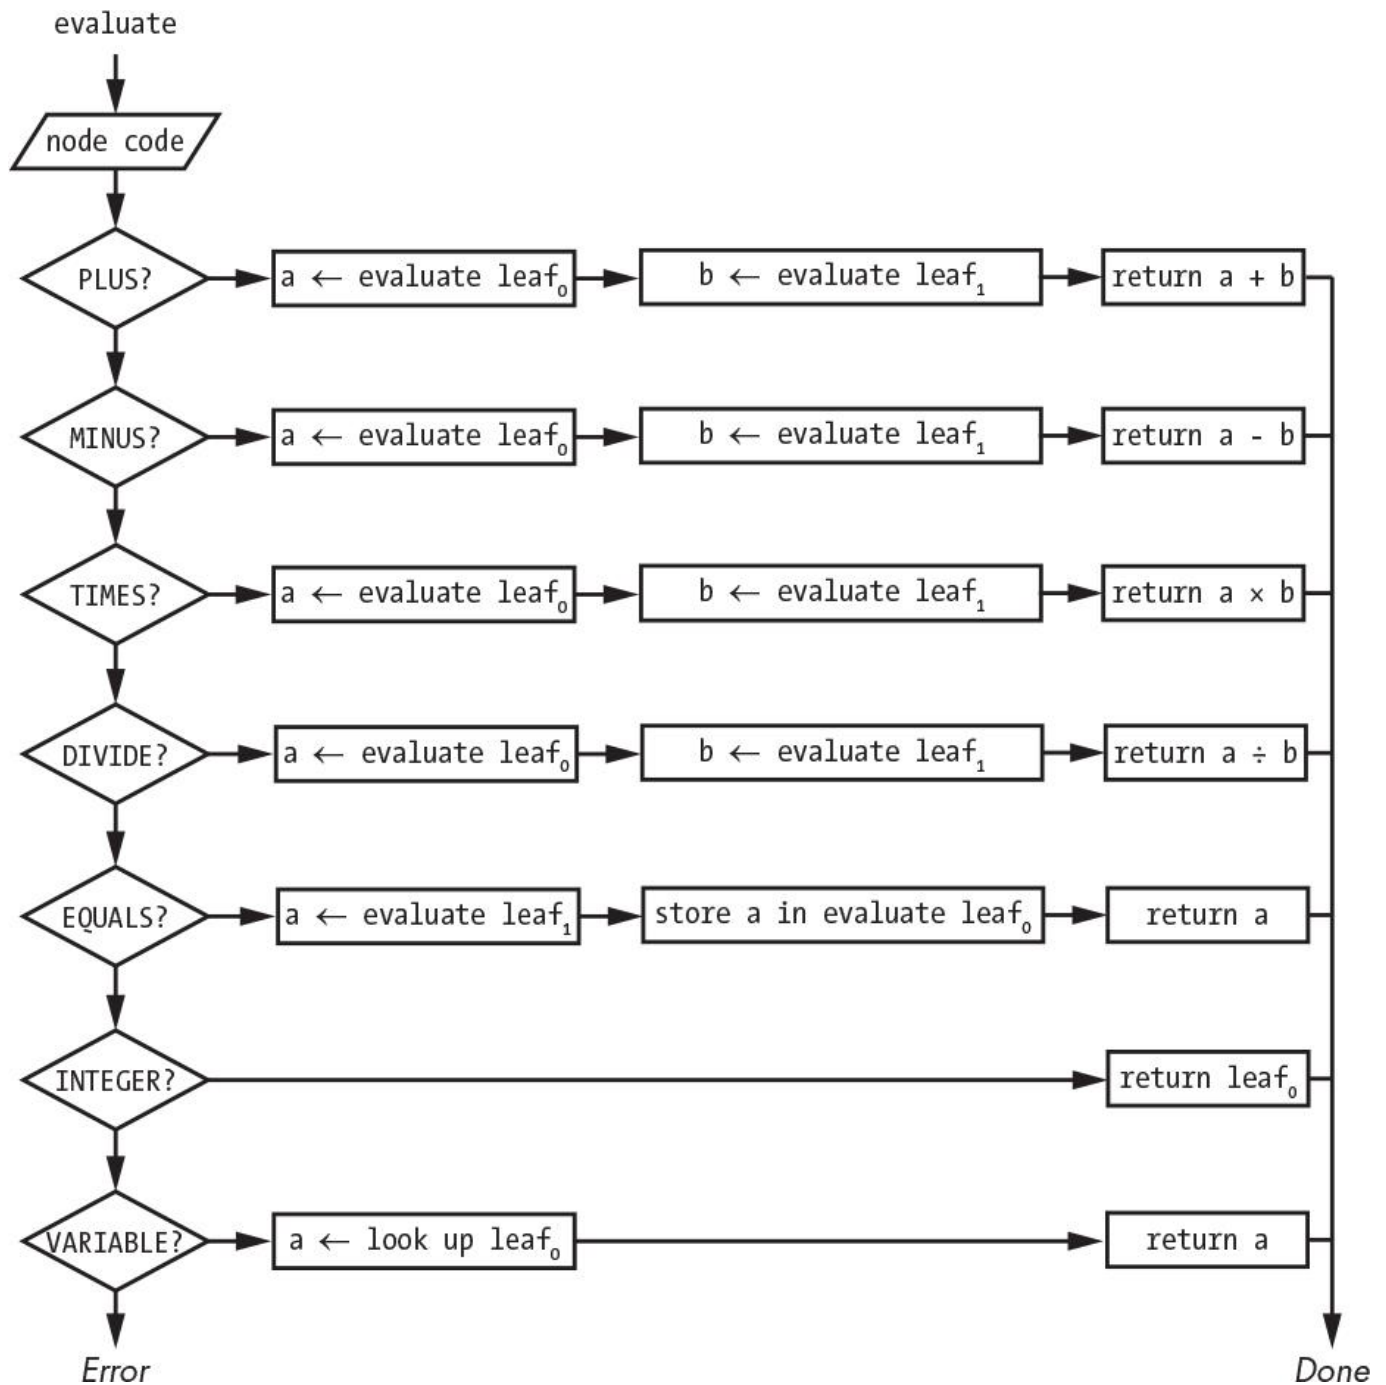 evaluate
node code
PLUS?
a ← evaluate leaf₀
b ← evaluate leaf₁
return a + b
MINUS?
a ← evaluate leaf₀
b ← evaluate leaf₁
return a - b
TIMES?
a ← evaluate leaf₀
b ← evaluate leaf₁
return a × b
DIVIDE?
a ← evaluate leaf₀
b ← evaluate leaf₁
return a ÷ b
EQUALS?
a ← evaluate leaf₁
store a in evaluate leaf₀
return a
INTEGER?
return leaf₀
VARIABLE?
a ← look up leaf₀
return a
Error
Done